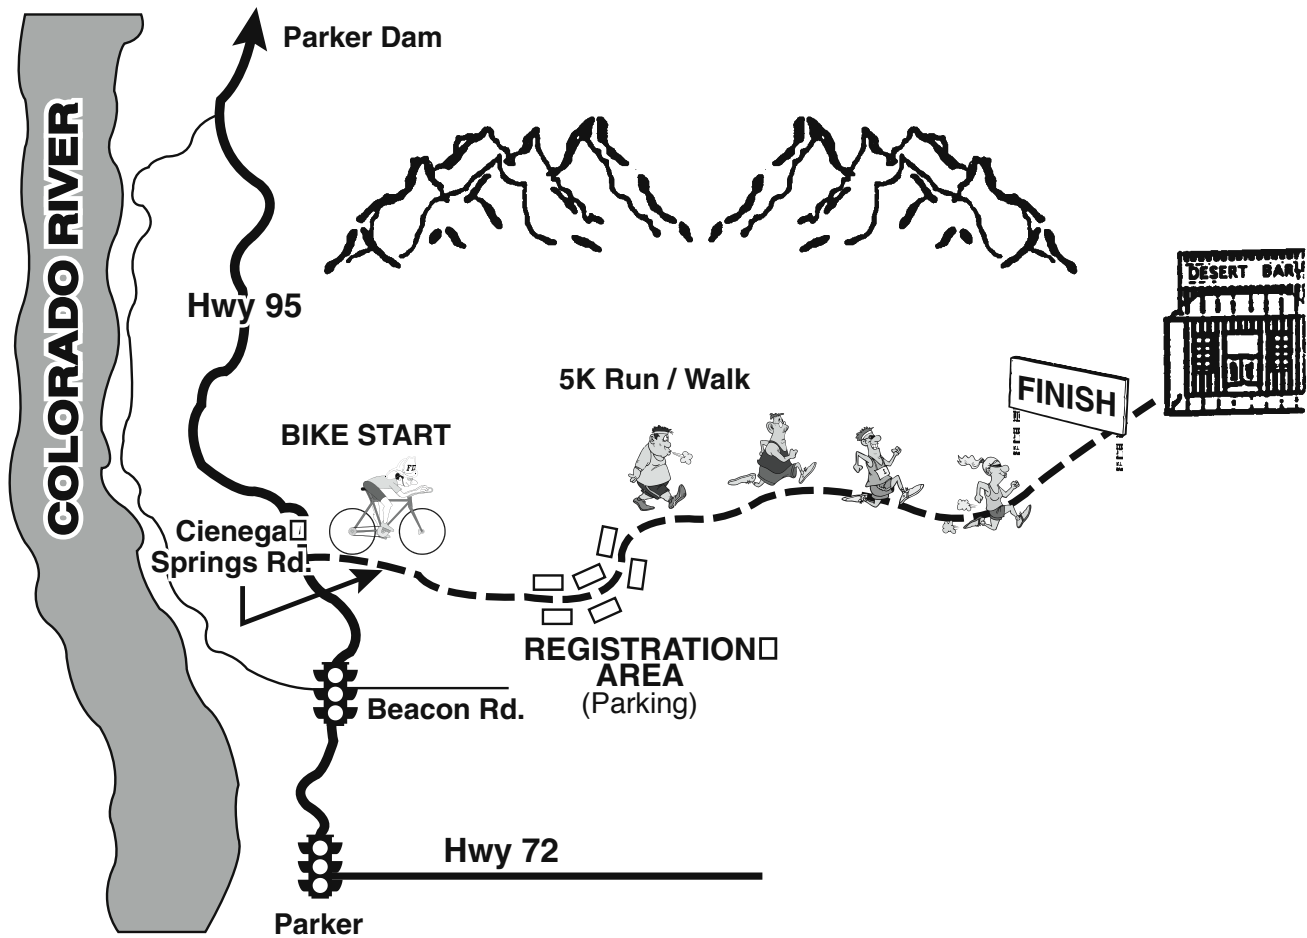 Parker Dam
COLORADO RIVER
DESERT BAR
Hwy 95
5K Run / Walk
FINISH
BIKE START
Cienega
Springs Rd.
REGISTRATION
AREA
(Parking)
Beacon Rd.
Hwy 72
Parker